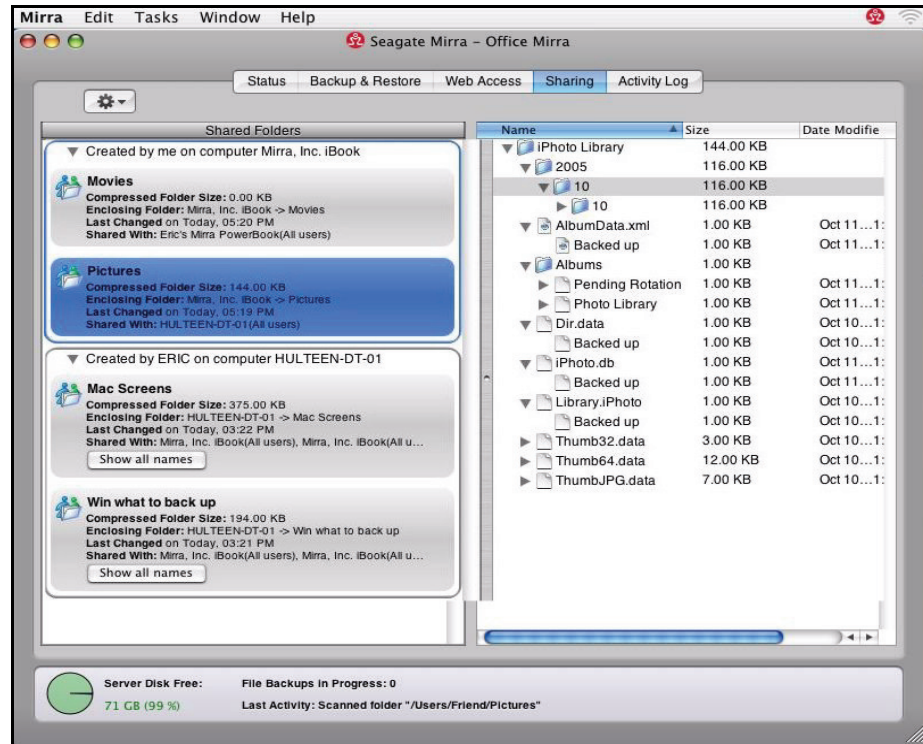 Mirra Edit Tasks Window Help
Seagate Mirra - Office Mirra
Status Backup & Restore Web Access Sharing Activity Log
Shared Folders
Created by me on computer Mirra, Inc. iBook
Movies
Compressed Folder Size: 0.00 KB
Enclosing Folder: Mirra, Inc. iBook -> Movies
Last Changed on Today, 05:20 PM
Shared With: Eric's Mirra PowerBook(All users)
Pictures
Compressed Folder Size: 144.00 KB
Enclosing Folder: Mirra, Inc. iBook -> Pictures
Last Changed on Today, 05:19 PM
Shared With: HULTEEN-DT-01(All users)
Created by ERIC on computer HULTEEN-DT-01
Mac Screens
Compressed Folder Size: 375.00 KB
Enclosing Folder: HULTEEN-DT-01 -> Mac Screens
Last Changed on Today, 03:22 PM
Shared With: Mirra, Inc. iBook(All users), Mirra, Inc. iBook(All u...
Show all names
Win what to back up
Compressed Folder Size: 194.00 KB
Enclosing Folder: HULTEEN-DT-01 -> Win what to back up
Last Changed on Today, 03:21 PM
Shared With: Mirra, Inc. iBook(All users), Mirra, Inc. iBook(All u...
Show all names
Name Size Date Modifie
iPhoto Library 144.00 KB
2005 116.00 KB
10 116.00 KB
10 116.00 KB
AlbumData.xml 1.00 KB Oct 11...1:
Backed up 1.00 KB Oct 11...1:
Albums 1.00 KB
Pending Rotation 1.00 KB Oct 11...1:
Photo Library 1.00 KB Oct 11...1:
Dir.data 1.00 KB Oct 10...1:
Backed up 1.00 KB Oct 10...1:
iPhoto.db 1.00 KB Oct 11...1:
Backed up 1.00 KB Oct 11...1:
Library.iPhoto 1.00 KB Oct 10...1:
Backed up 1.00 KB Oct 10...1:
Thumb32.data 3.00 KB Oct 10...1:
Thumb64.data 12.00 KB Oct 10...1:
ThumbJPG.data 7.00 KB Oct 10...1:
Server Disk Free: File Backups in Progress: 0
71 GB (99 %) Last Activity: Scanned folder "/Users/Friend/Pictures"